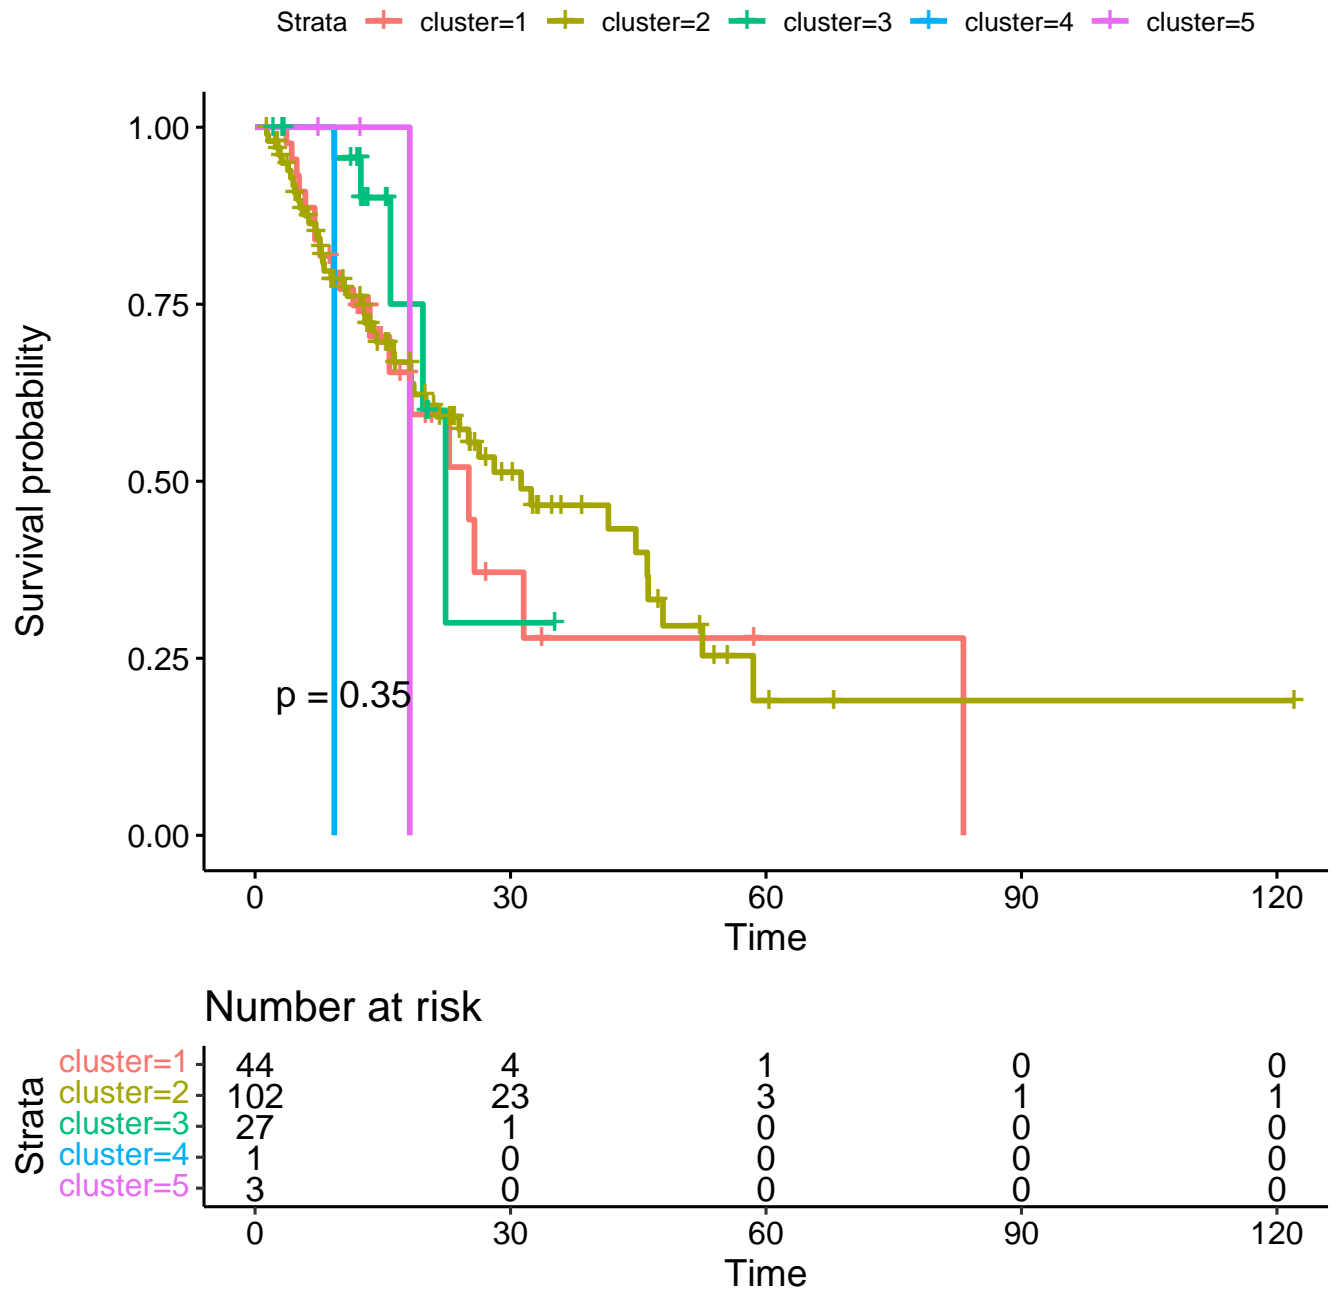 Strata cluster=1 cluster=2 cluster=3 cluster=4 cluster=5
1.00
0.75
0.50
0.25
0.00
Survival probability
p = 0.35
0 30 60 90 120
Time
Number at risk
Strata
cluster=1 44 4 1 0 0
cluster=2 102 23 3 1 1
cluster=3 27 1 0 0 0
cluster=4 1 0 0 0 0
cluster=5 3 0 0 0 0
0 30 60 90 120
Time